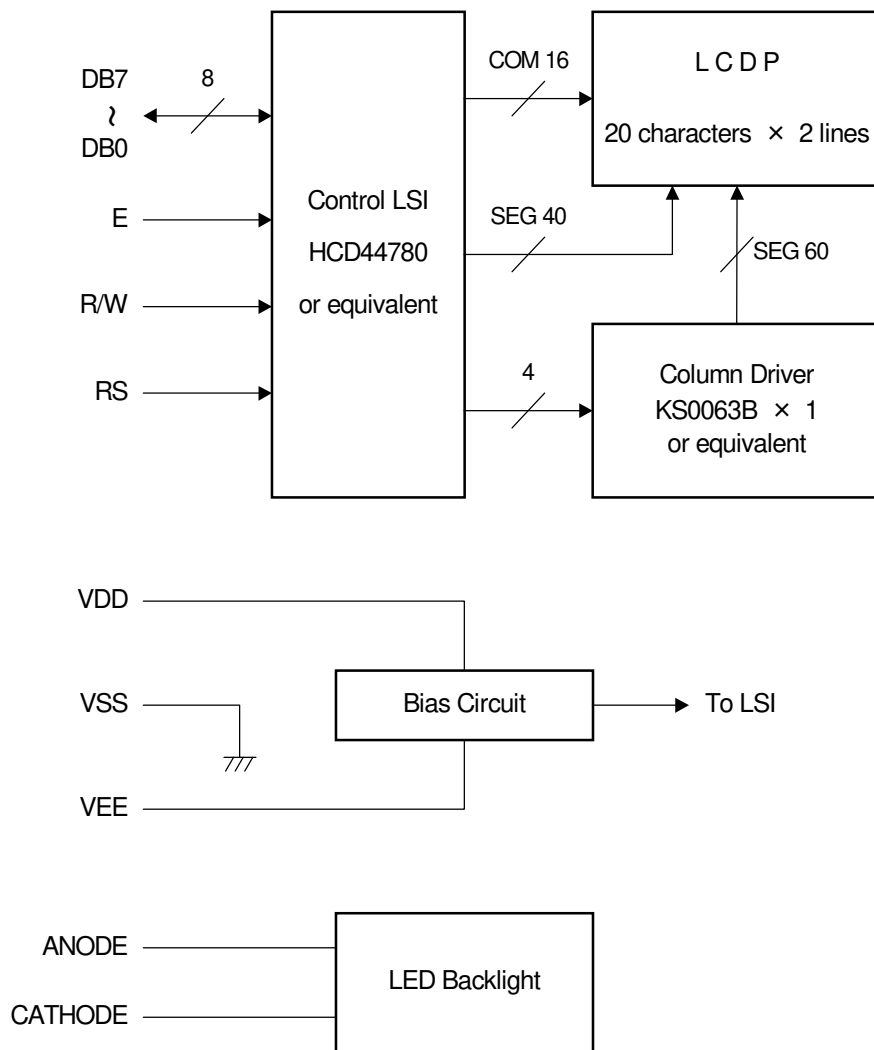 DB7
~
DB0
8
E
R/W
RS
Control LSI
HCD44780
or equivalent
COM 16
SEG 40
4
L C D P
20 characters × 2 lines
SEG 60
Column Driver
KS0063B × 1
or equivalent
VDD
VSS
VEE
Bias Circuit
To LSI
ANODE
CATHODE
LED Backlight